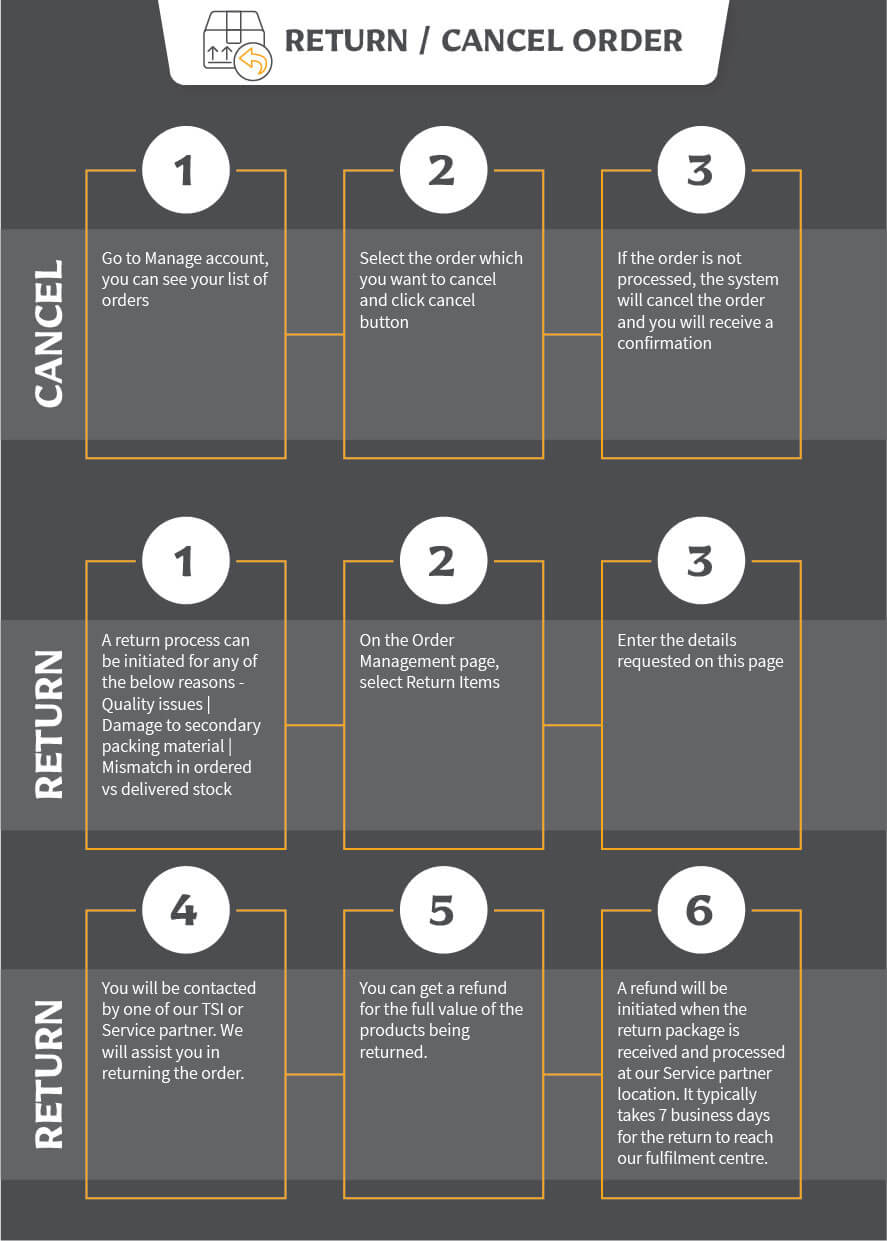 RETURN / CANCEL ORDER
CANCEL
1
Go to Manage account,
you can see your list of
orders
2
Select the order which
you want to cancel
and click cancel
button
3
If the order is not
processed, the system
will cancel the order
and you will receive a
confirmation
RETURN
1
A return process can
be initiated for any of
the below reasons -
Quality issues |
Damage to secondary
packing material |
Mismatch in ordered
vs delivered stock
2
On the Order
Management page,
select Return Items
3
Enter the details
requested on this page
RETURN
4
You will be contacted
by one of our TSI or
Service partner. We
will assist you in
returning the order.
5
You can get a refund
for the full value of the
products being
returned.
6
A refund will be
initiated when the
return package is
received and processed
at our Service partner
location. It typically
takes 7 business days
for the return to reach
our fulfilment centre.